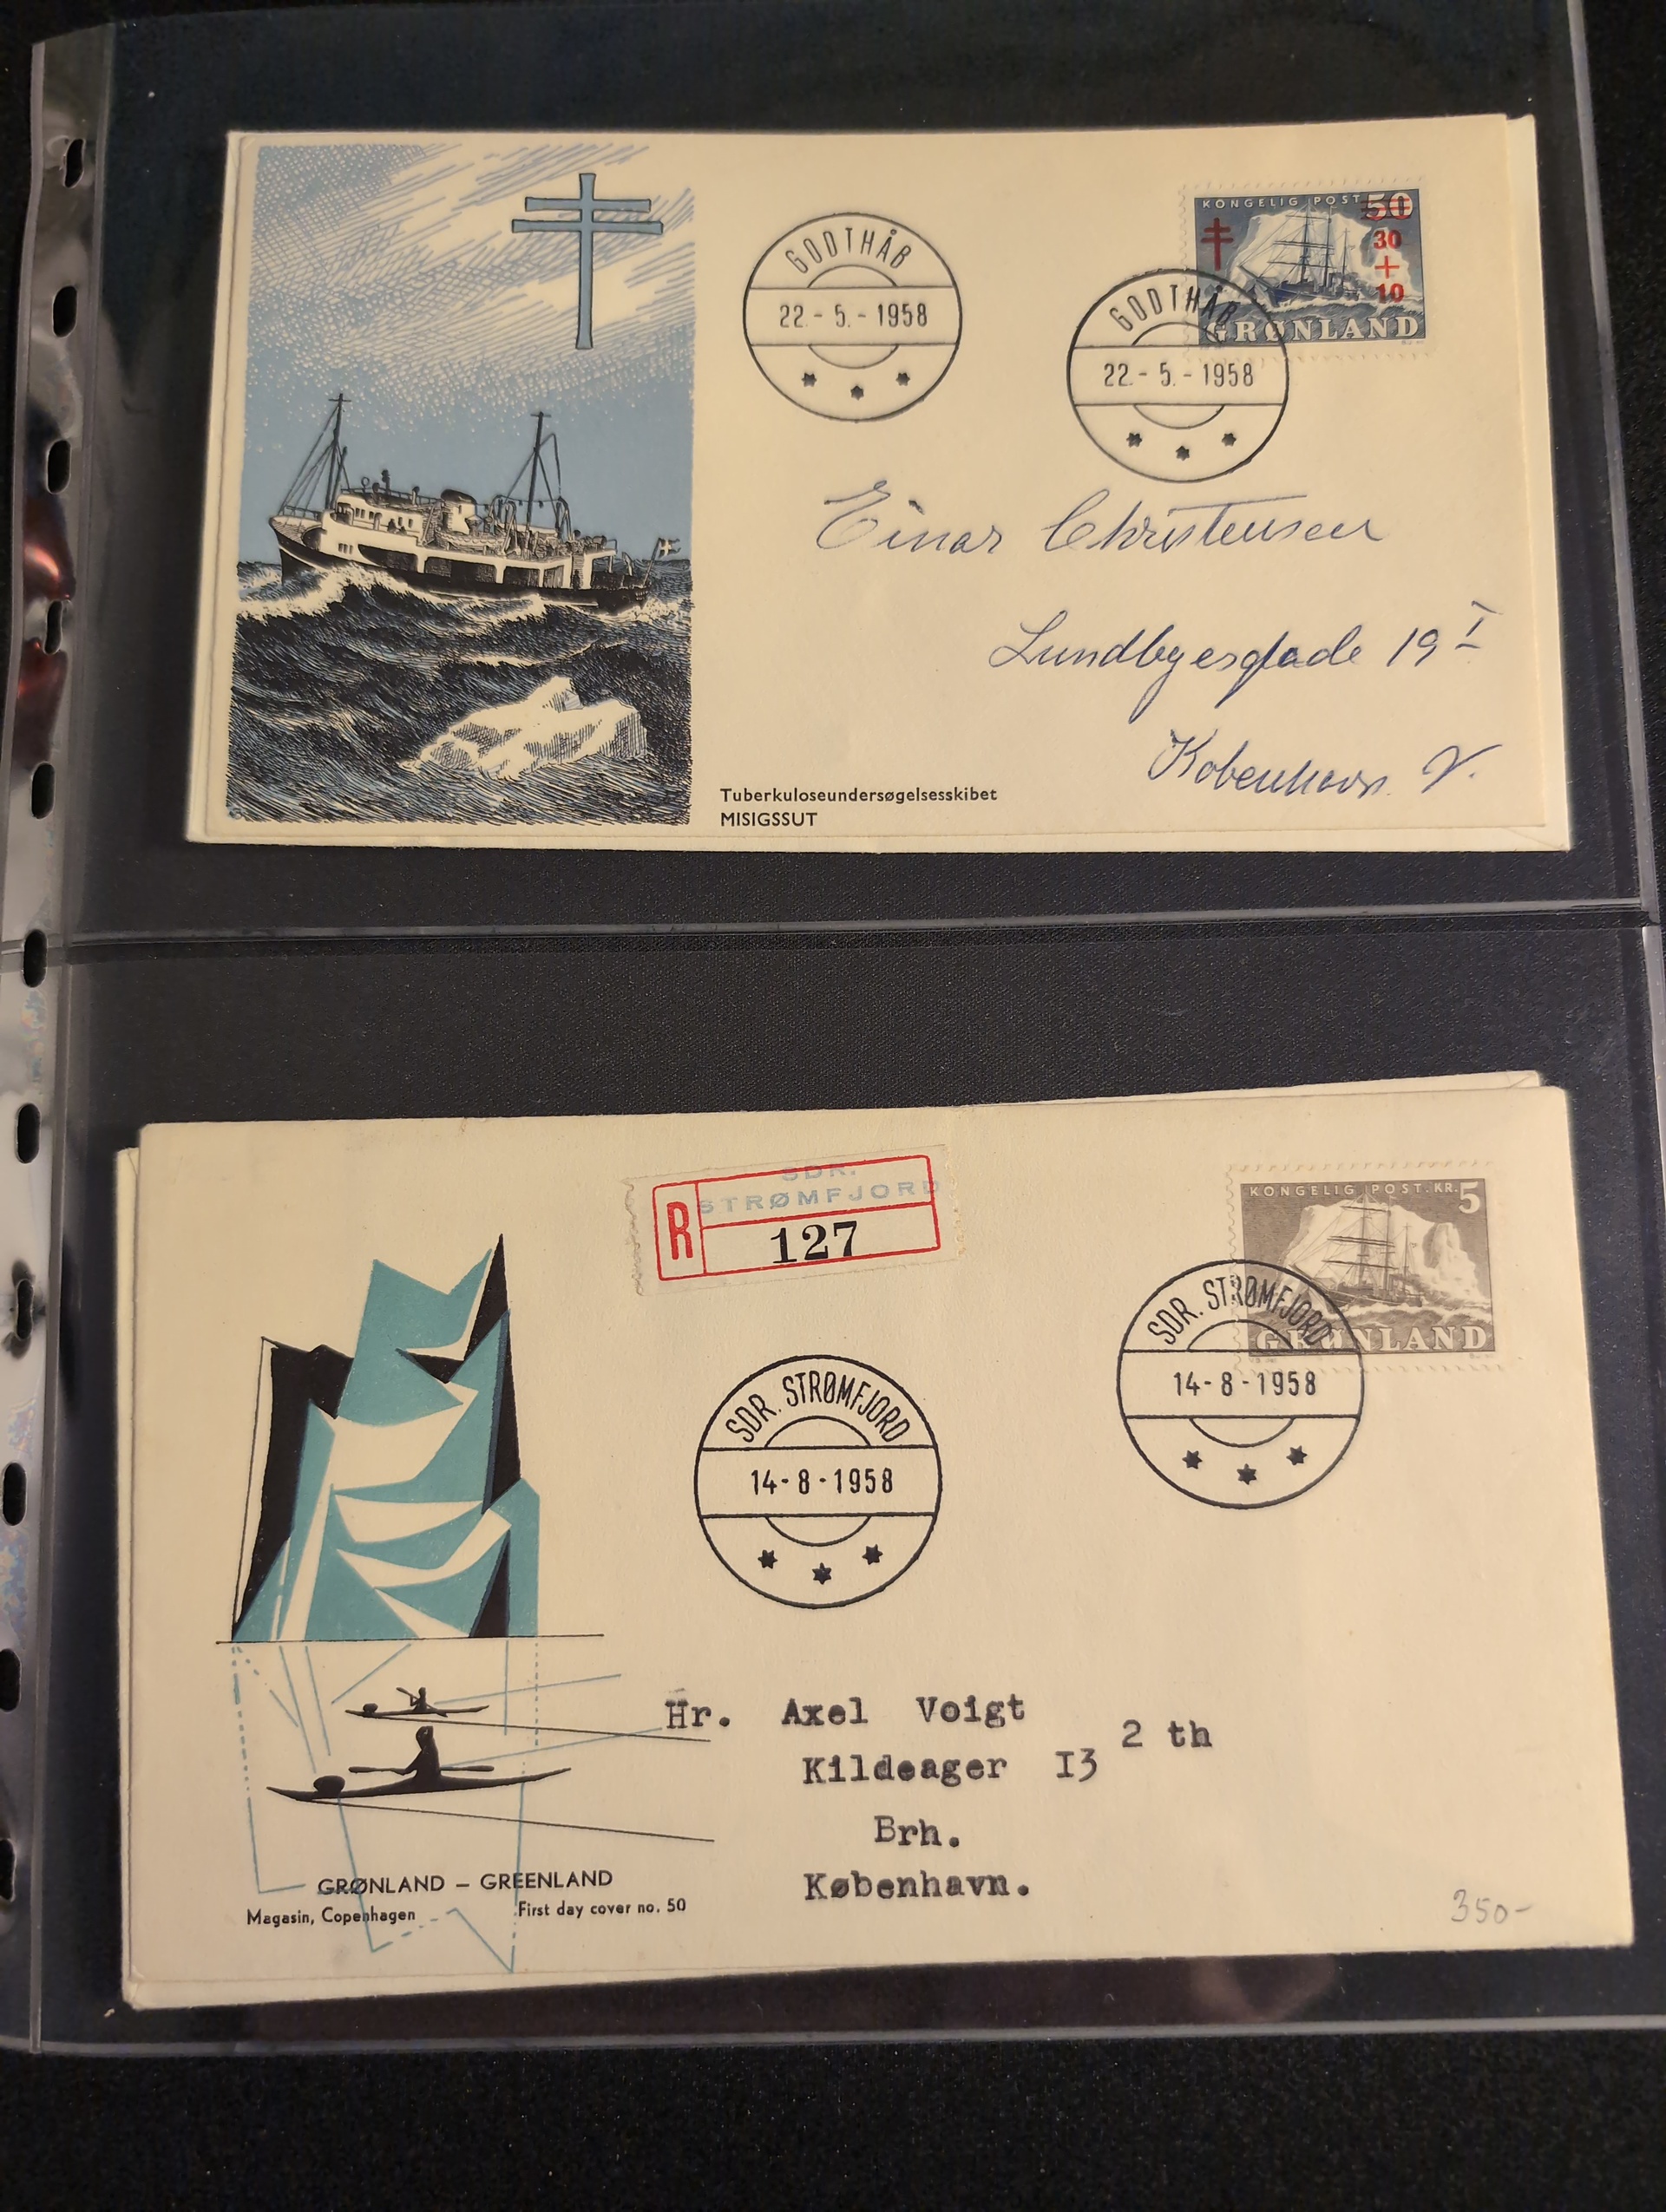 KONGELIG POST 50
30
+
10
GRØNLAND
GODTHÅB
22.-5.-1958
GODTHÅB
22.-5.-1958
Einar Christensen
Lundbyesgade 19 I
København V.
Tuberkuloseundersøgelsesskibet
MISIGSSUT
SDR.
STRØMFJORD
R 127
KONGELIG POST. KR. 5
GRØNLAND
SDR. STRØMFJORD
14-8-1958
SDR. STRØMFJORD
14-8-1958
Hr. Axel Voigt
Kildeager I3 2 th
Brh.
København.
GRØNLAND – GREENLAND
Magasin, Copenhagen First day cover no. 50
350-